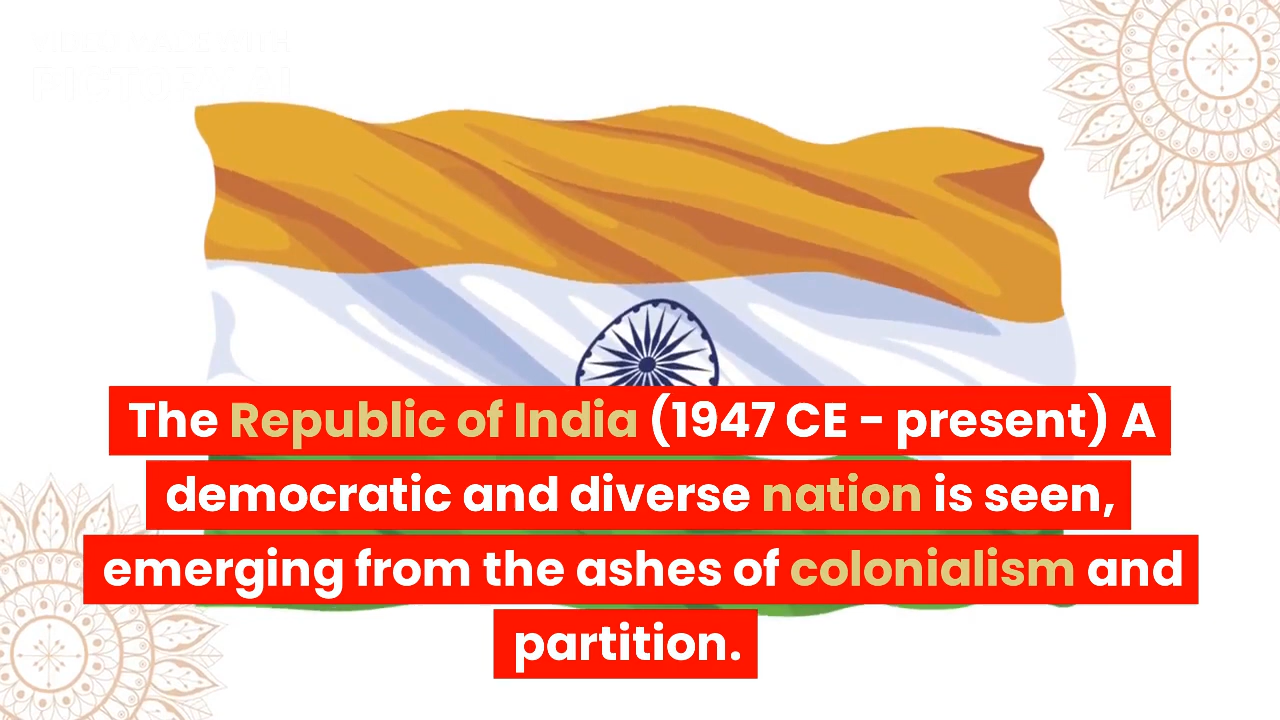 The Republic of India (1947 CE - present) A
democratic and diverse nation is seen,
emerging from the ashes of colonialism and
partition.